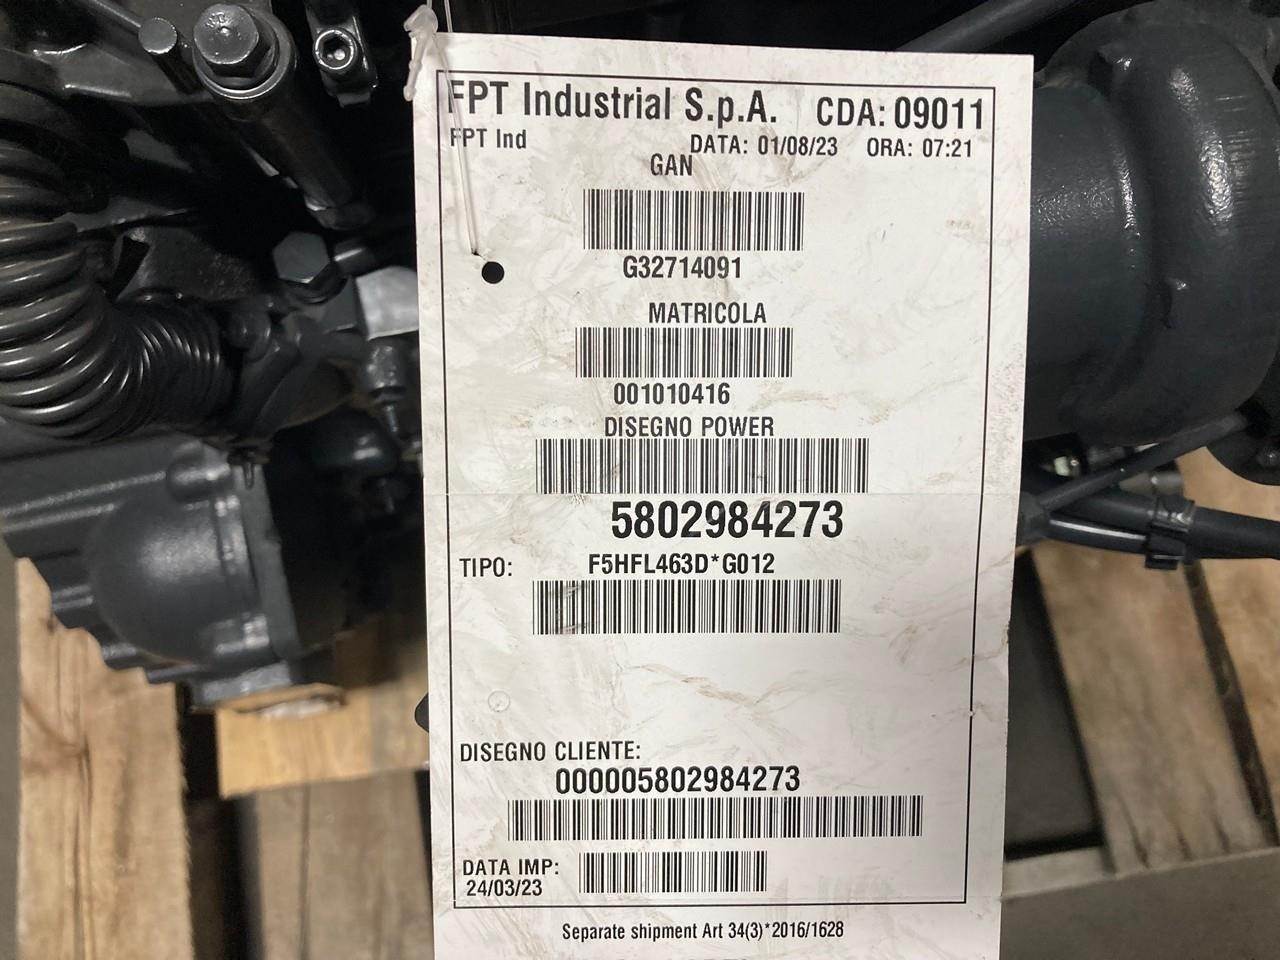 FPT Industrial S.p.A. CDA: 09011
FPT Ind DATA: 01/08/23 ORA: 07:21
GAN
G32714091
MATRICOLA
001010416
DISEGNO POWER
5802984273
TIPO: F5HFL463D*G012
DISEGNO CLIENTE:
000005802984273
DATA IMP:
24/03/23
Separate shipment Art 34(3)*2016/1628